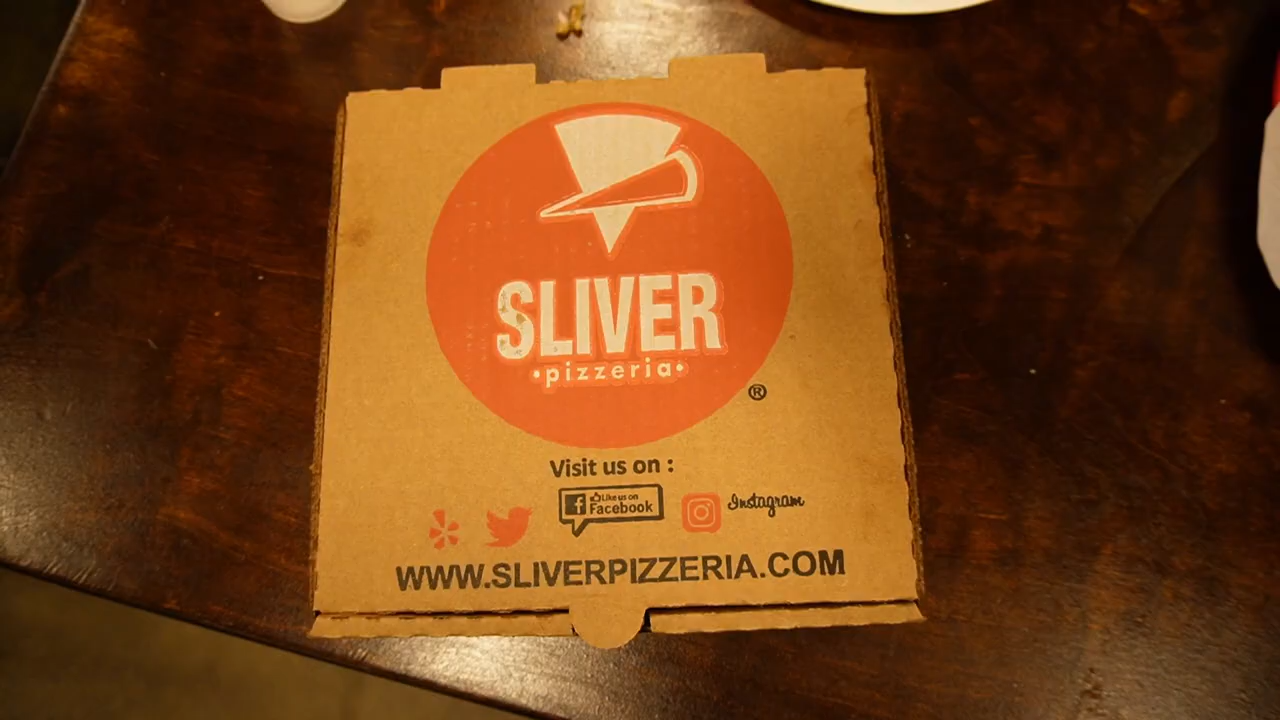 SLIVER
•pizzeria•
®
Visit us on :
f Like us on
Facebook
Instagram
WWW.SLIVERPIZZERIA.COM